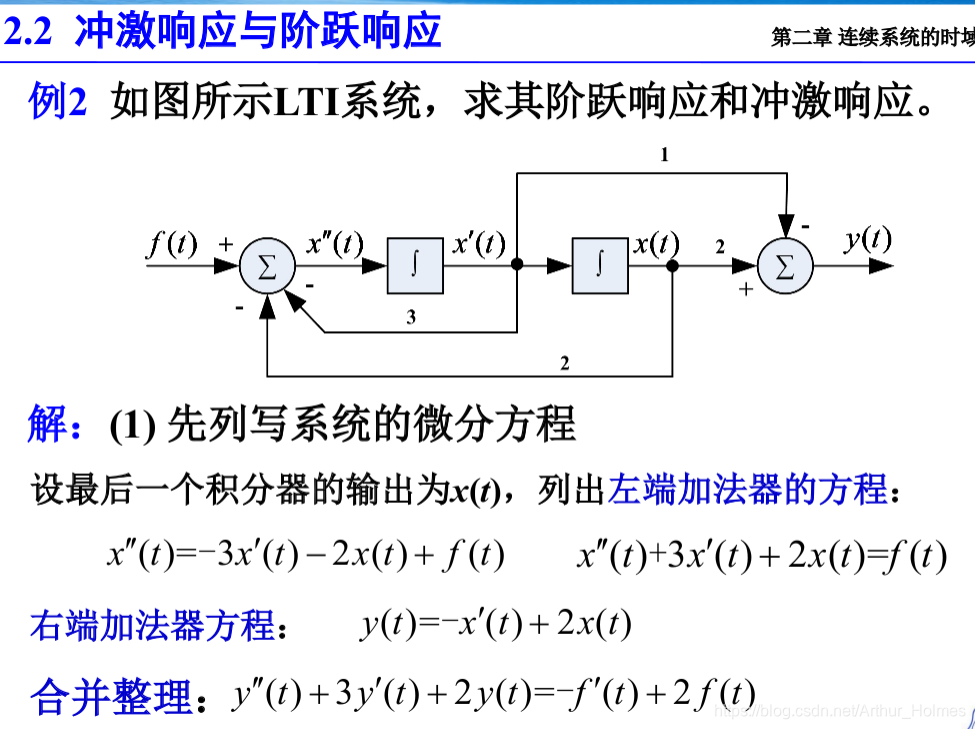 2.2 冲激响应与阶跃响应
第二章 连续系统的时域
例2 如图所示LTI系统，求其阶跃响应和冲激响应。
1
f(t) + ∑ x″(t) ∫ x′(t) ∫ x(t) 2 ∑ - y(t)
- - +
3
2
解：(1) 先列写系统的微分方程
设最后一个积分器的输出为x(t)，列出左端加法器的方程：
x″(t)=-3x′(t)-2x(t)+f(t) x″(t)+3x′(t)+2x(t)=f(t)
右端加法器方程： y(t)=-x′(t)+2x(t)
合并整理：y″(t)+3y′(t)+2y(t)=-f′(t)+2f(t)
https://blog.csdn.net/Arthur_Holmes